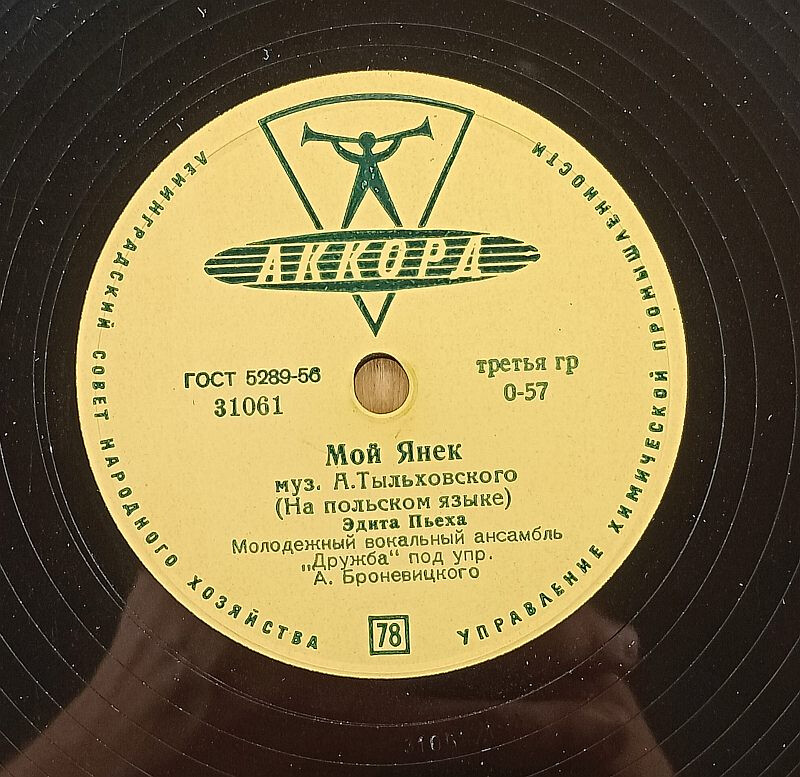 АККОРД
ЛЕНИНГРАДСКИЙ СОВЕТ НАРОДНОГО ХОЗЯЙСТВА
УПРАВЛЕНИЕ ХИМИЧЕСКОЙ ПРОМЫШЛЕННОСТИ
ГОСТ 5289-56
31061
третья гр
0-57
Мой Янек
муз. А.Тыльховского
(На польском языке)
Эдита Пьеха
Молодежный вокальный ансамбль
„Дружба“ под упр.
А. Броневицкого
78